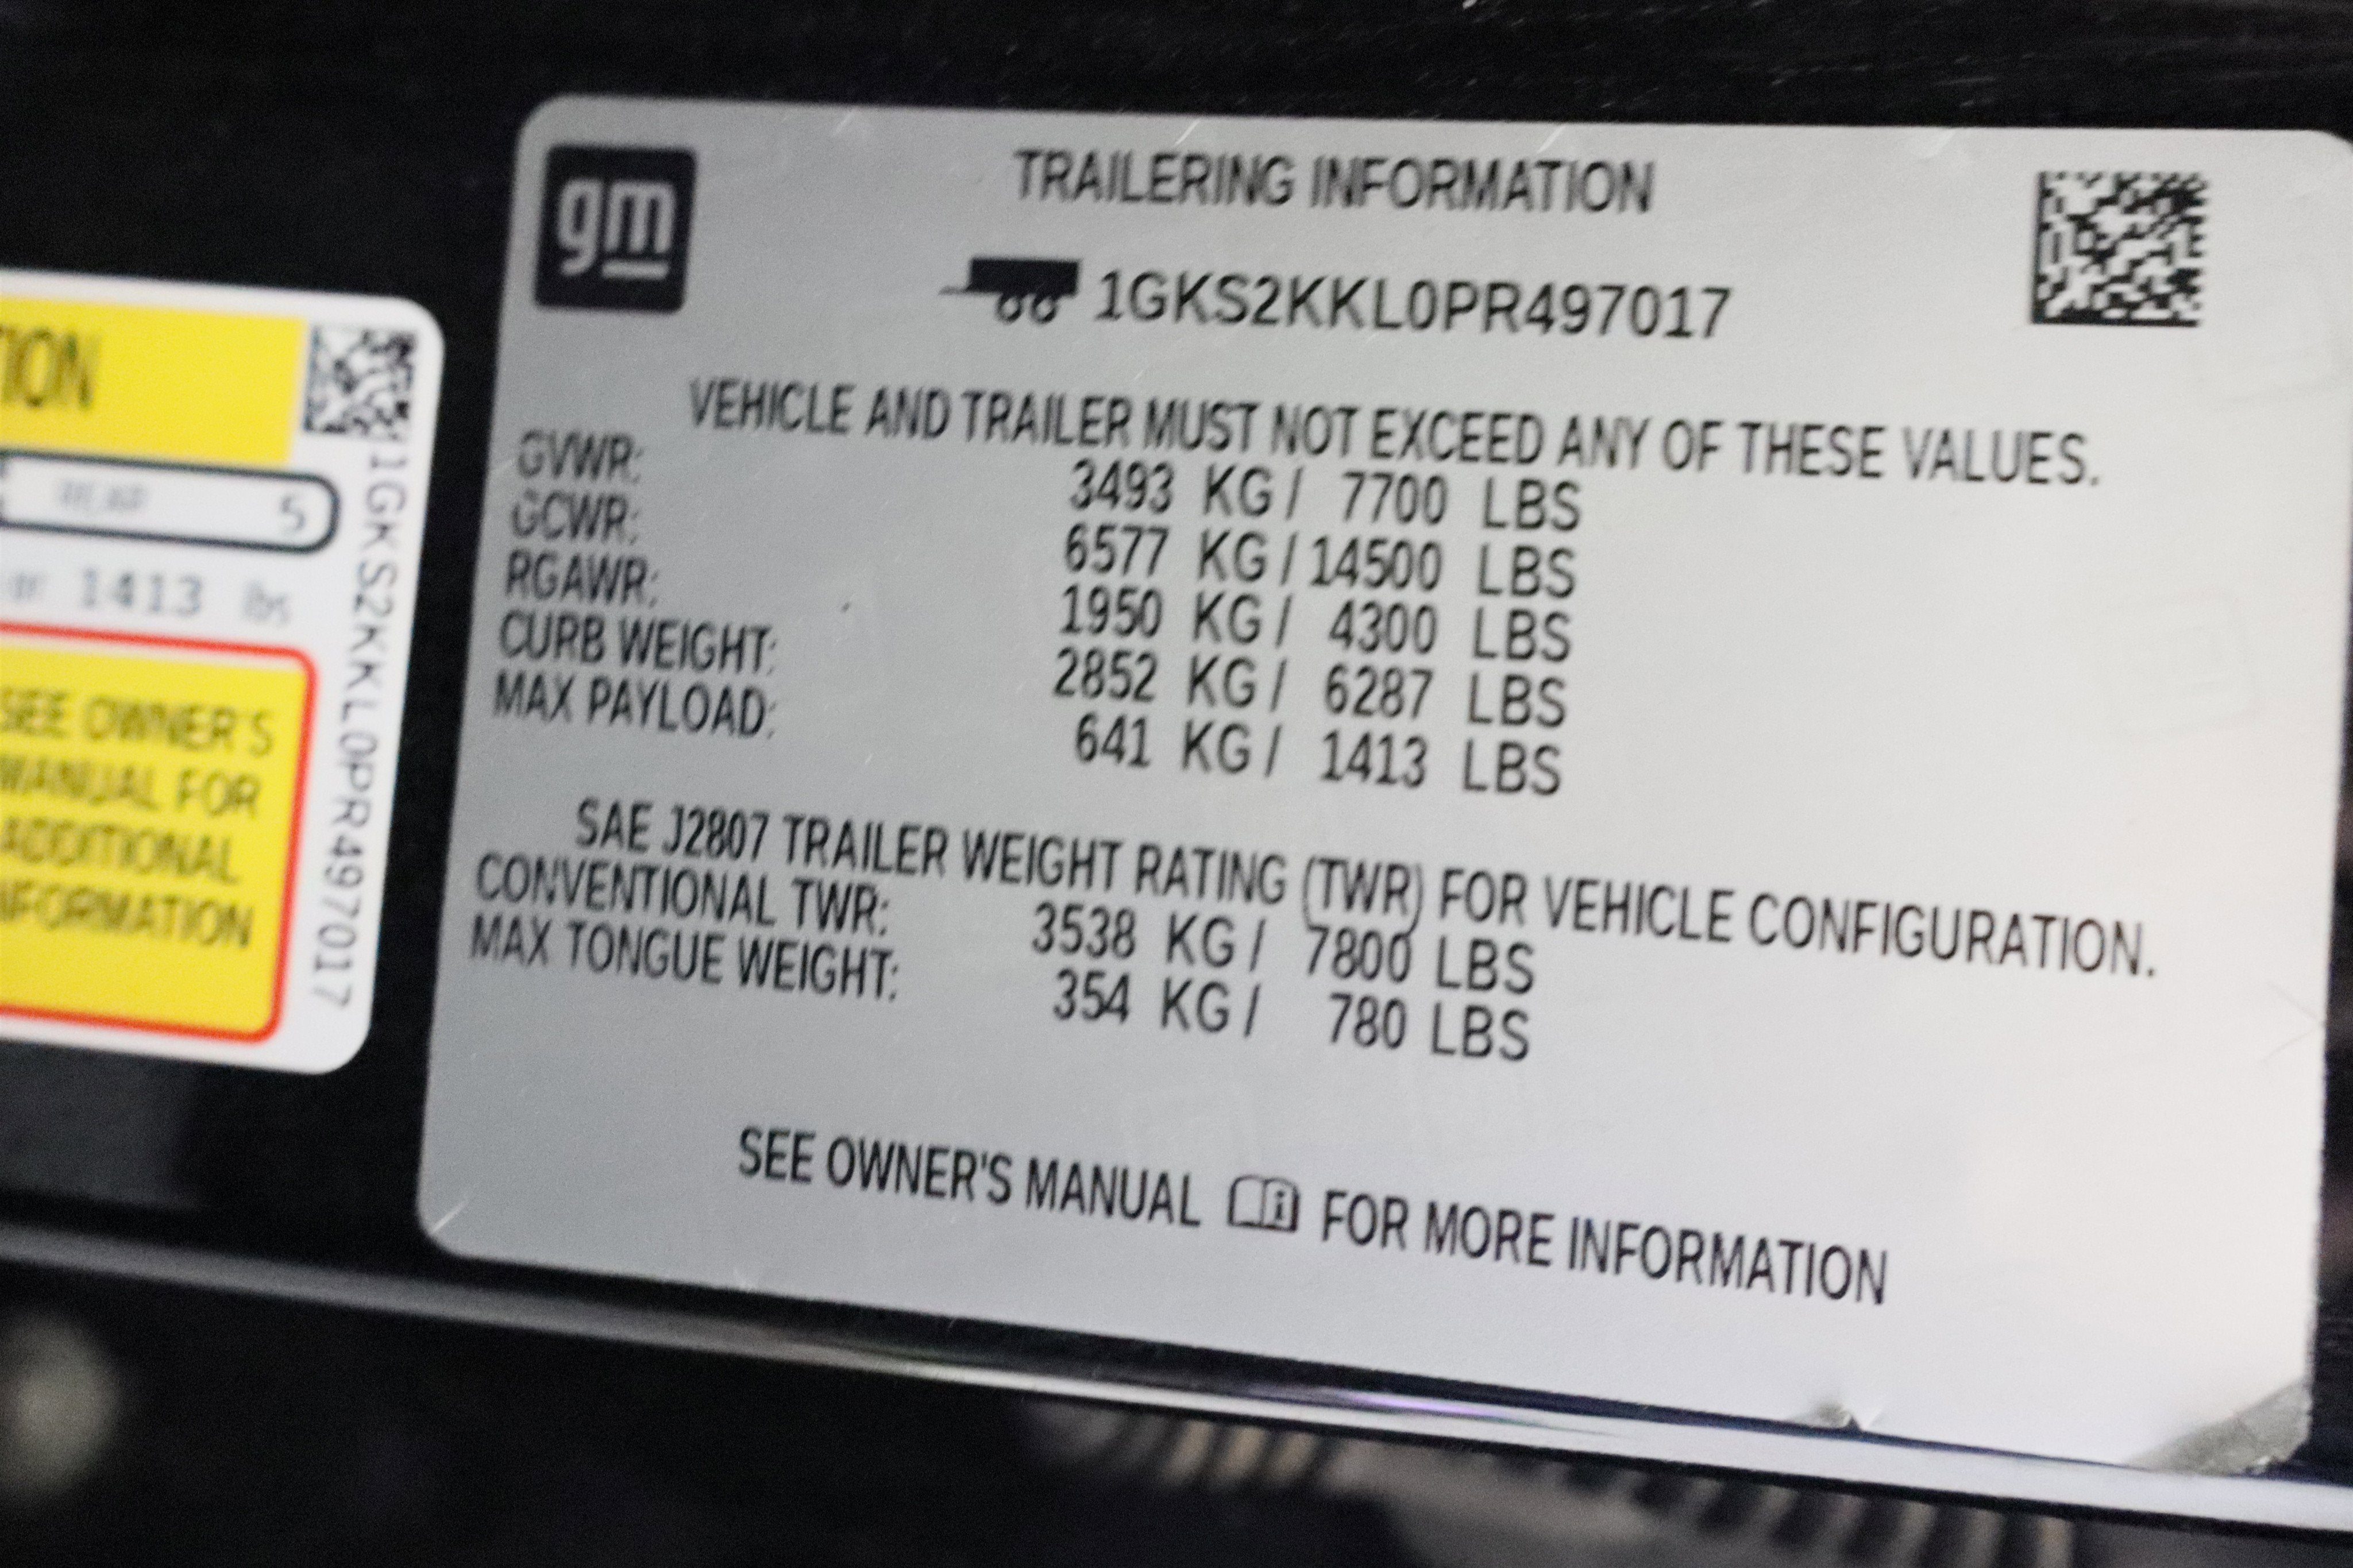 TION
REAR 5
or 1413 lbs
SEE OWNER'S
MANUAL FOR
ADDITIONAL
INFORMATION
1GKS2KKL0PR497017
gm
TRAILERING INFORMATION
1GKS2KKL0PR497017
VEHICLE AND TRAILER MUST NOT EXCEED ANY OF THESE VALUES.
GVWR: 3493 KG / 7700 LBS
GCWR: 6577 KG / 14500 LBS
RGAWR: 1950 KG / 4300 LBS
CURB WEIGHT: 2852 KG / 6287 LBS
MAX PAYLOAD: 641 KG / 1413 LBS
SAE J2807 TRAILER WEIGHT RATING (TWR) FOR VEHICLE CONFIGURATION.
CONVENTIONAL TWR: 3538 KG / 7800 LBS
MAX TONGUE WEIGHT: 354 KG / 780 LBS
SEE OWNER'S MANUAL FOR MORE INFORMATION